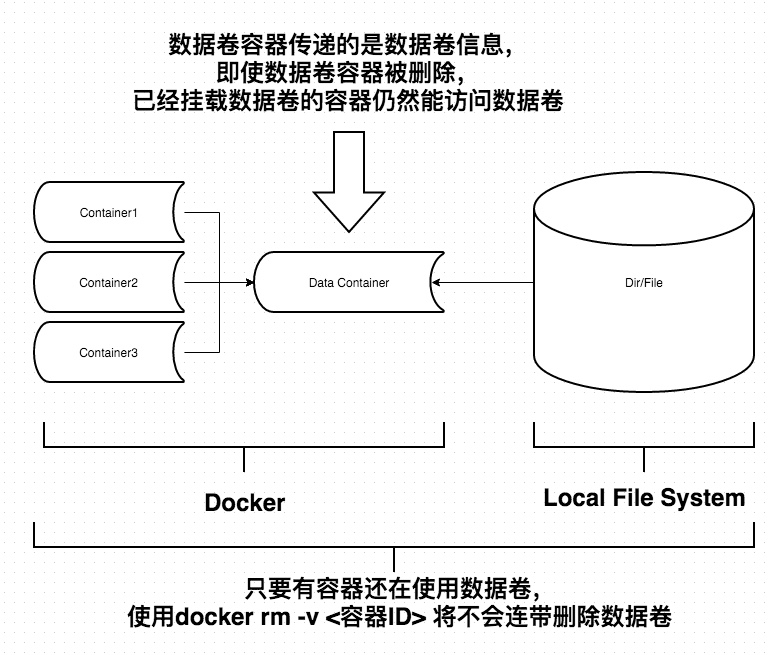 数据卷容器传递的是数据卷信息，
即使数据卷容器被删除，
已经挂载数据卷的容器仍然能访问数据卷
Container1
Container2
Data Container
Dir/File
Container3
Docker
Local File System
只要有容器还在使用数据卷，
使用docker rm -v <容器ID> 将不会连带删除数据卷